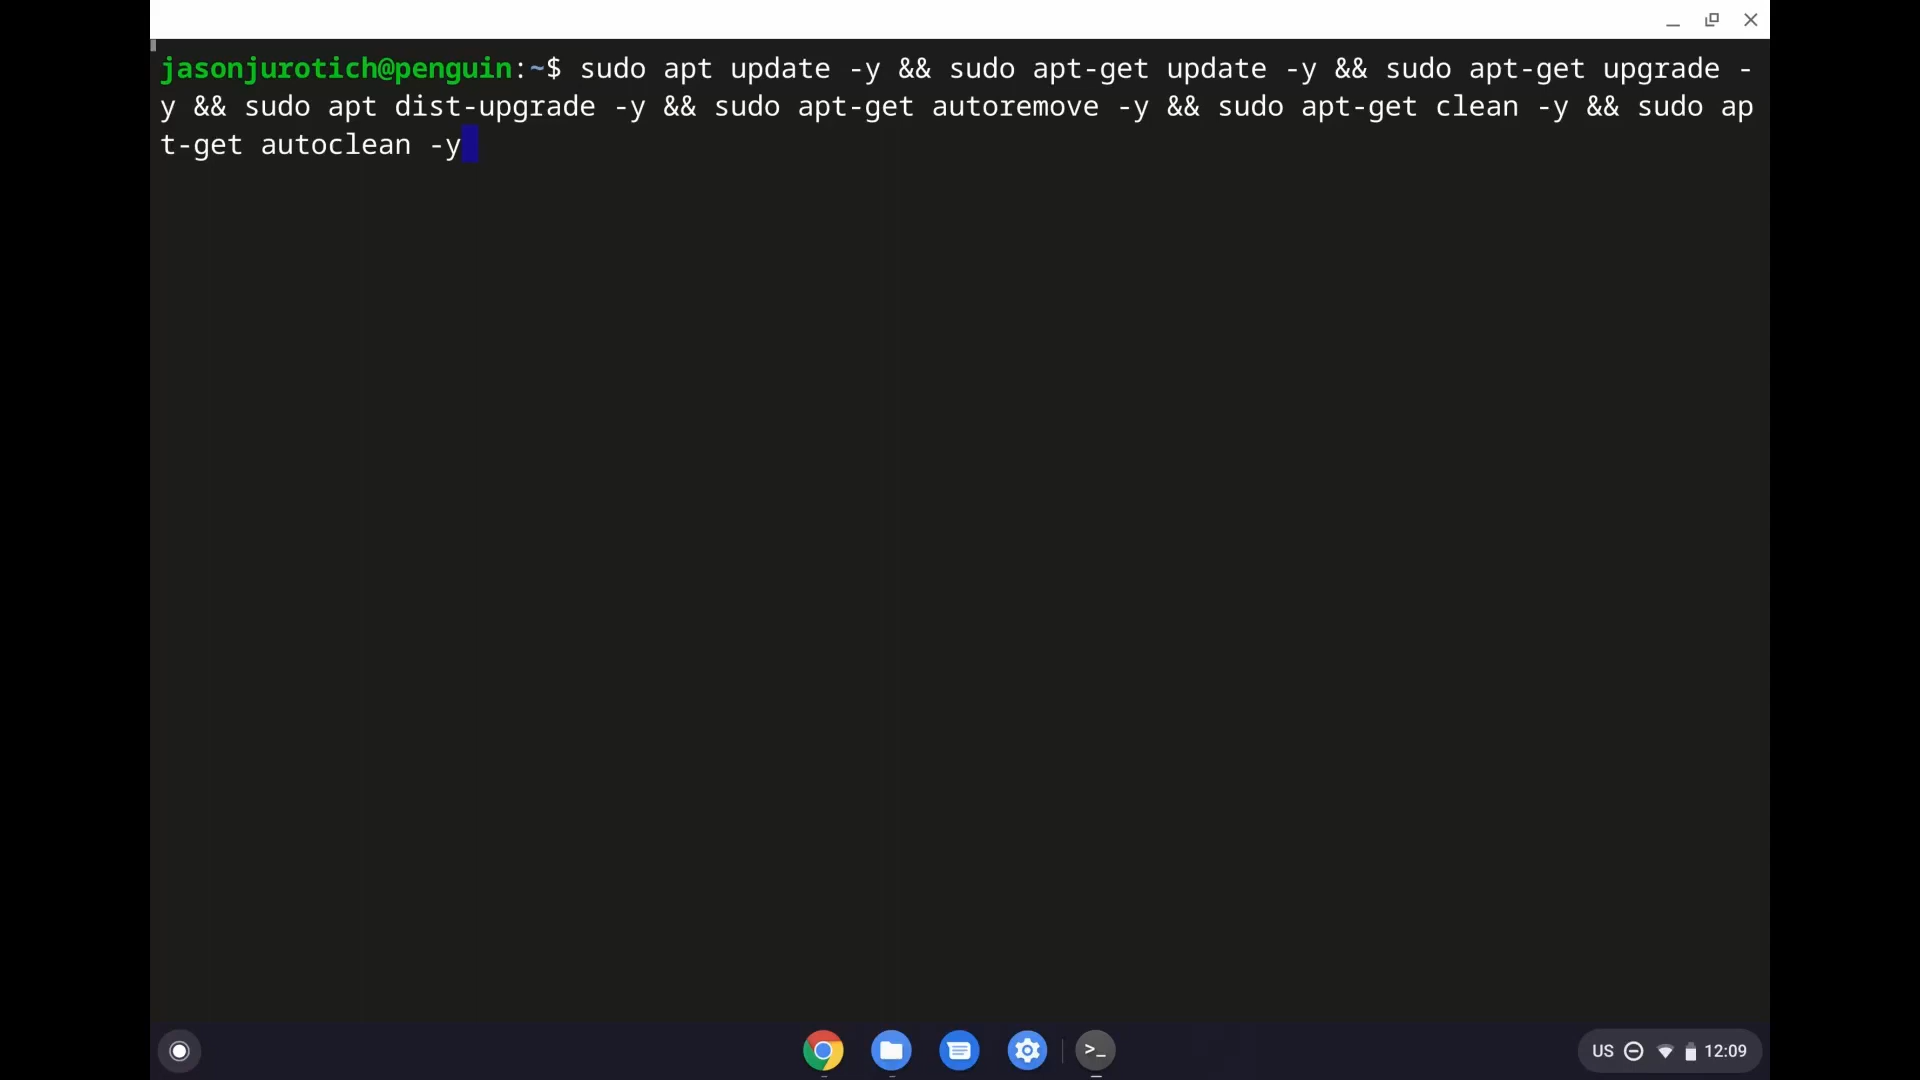 jasonjurotich@penguin:~$ sudo apt update -y && sudo apt-get update -y && sudo apt-get upgrade -
y && sudo apt dist-upgrade -y && sudo apt-get autoremove -y && sudo apt-get clean -y && sudo ap
t-get autoclean -y
US 12:09